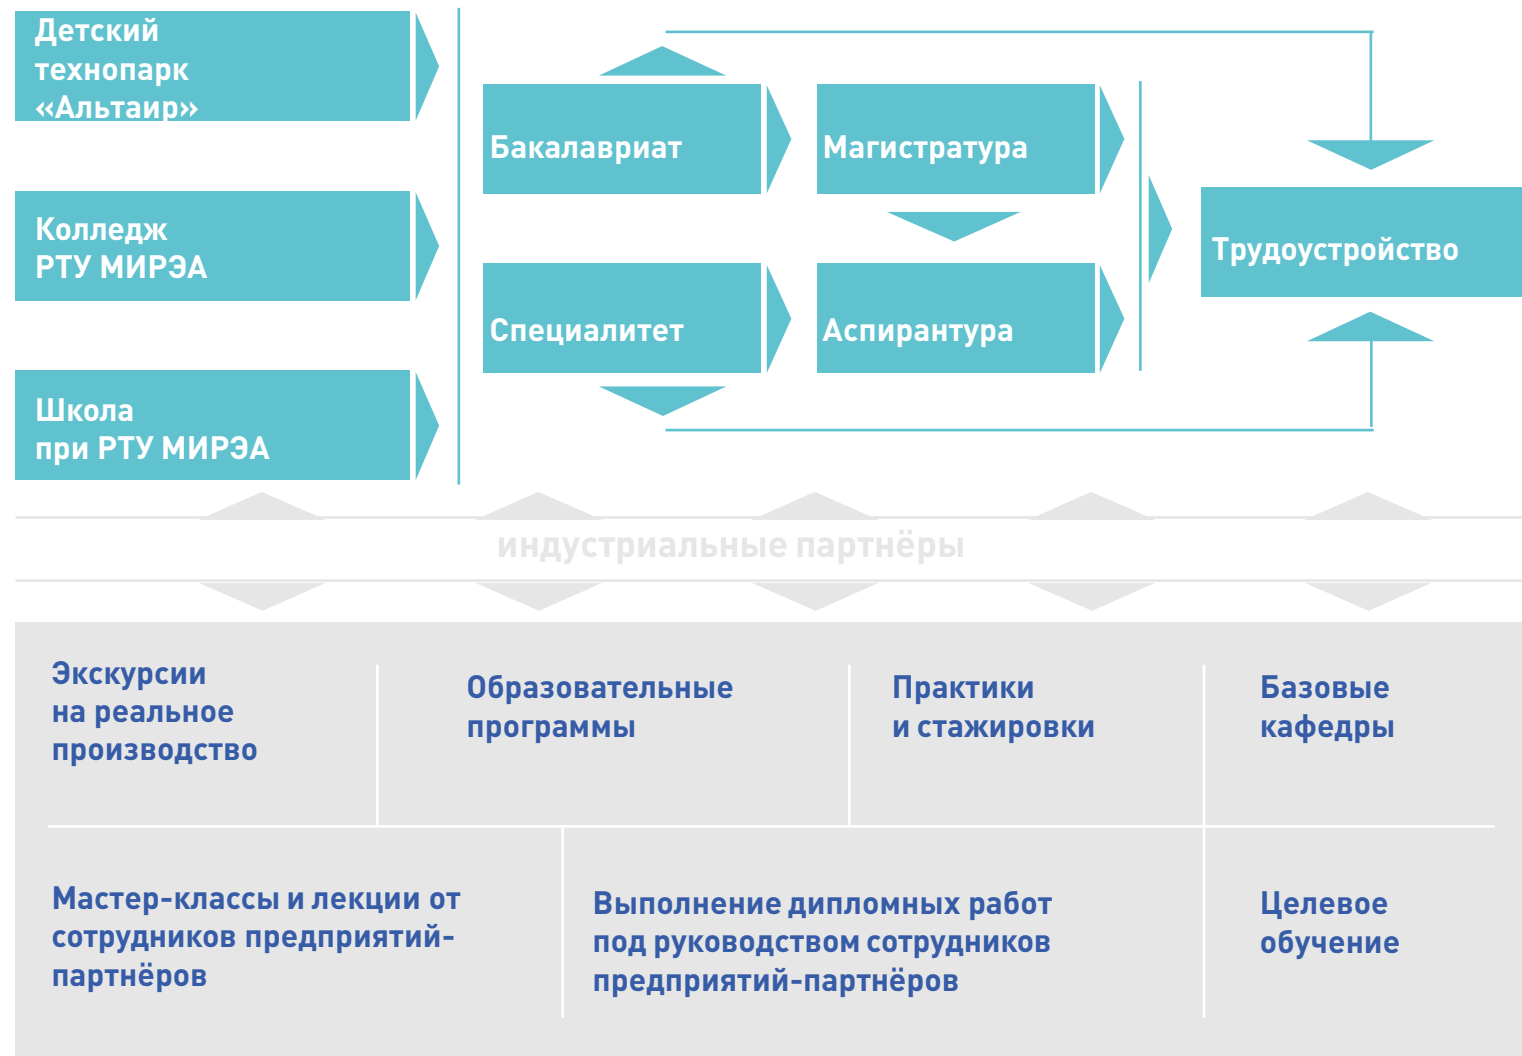 Детский
технопарк
«Альтаир»
Колледж
РТУ МИРЭА
Школа
при РТУ МИРЭА
Бакалавриат
Магистратура
Специалитет
Аспирантура
Трудоустройство
индустриальные партнёры
Экскурсии
на реальное
производство
Образовательные
программы
Практики
и стажировки
Базовые
кафедры
Мастер-классы и лекции от
сотрудников предприятий-
партнёров
Выполнение дипломных работ
под руководством сотрудников
предприятий-партнёров
Целевое
обучение